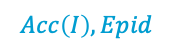 Acc(I), Epid